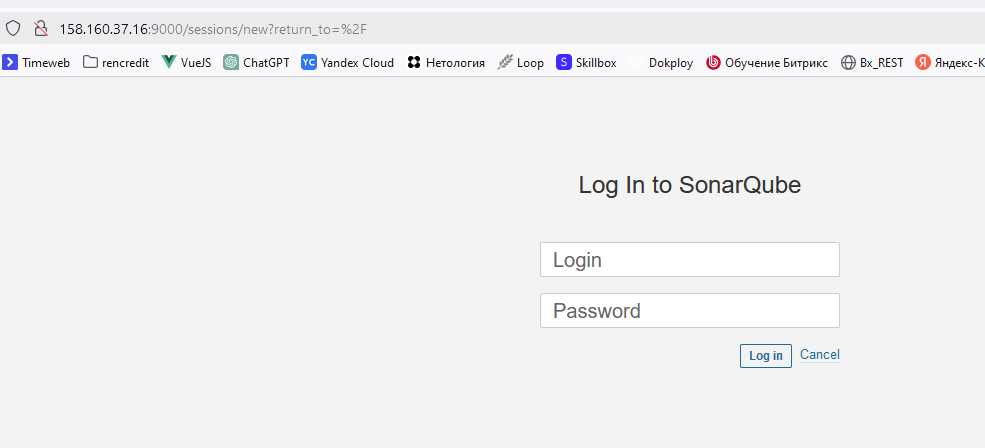 158.160.37.16:9000/sessions/new?return_to=%2F
Timeweb rencredit VueJS ChatGPT YC Yandex Cloud Нетология Loop S Skillbox Dokploy Обучение Битрикс Bx_REST Я Яндекс-К
Log In to SonarQube
Login
Password
Log in Cancel